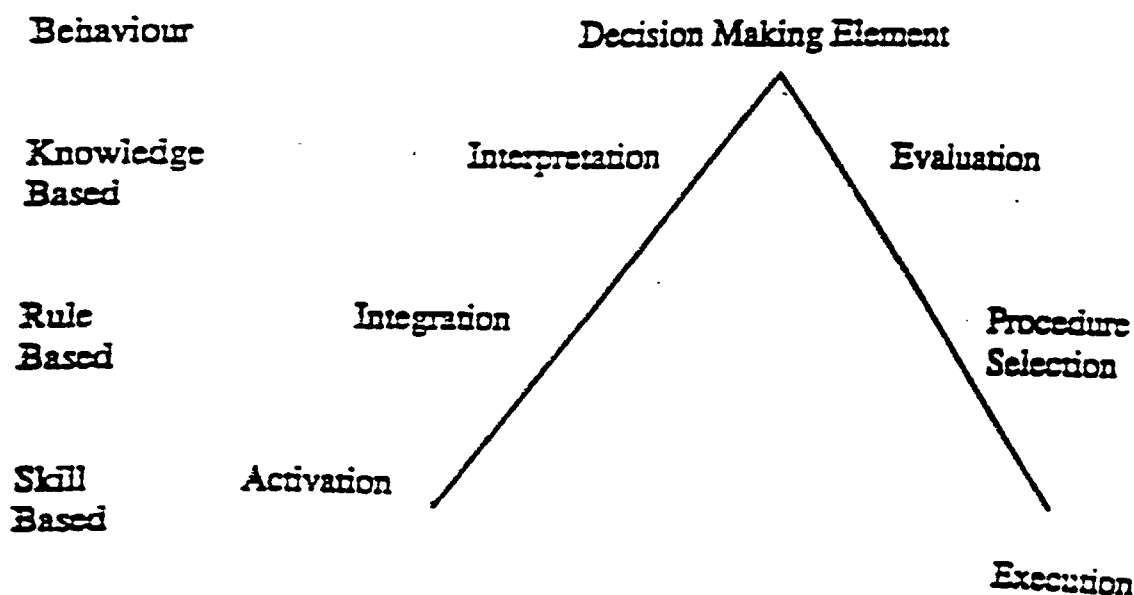 Behaviour
Decision Making Element
Knowledge
Based
Interpretation
Evaluation
Rule
Based
Integration
Procedure
Selection
Skill
Based
Activation
Execution